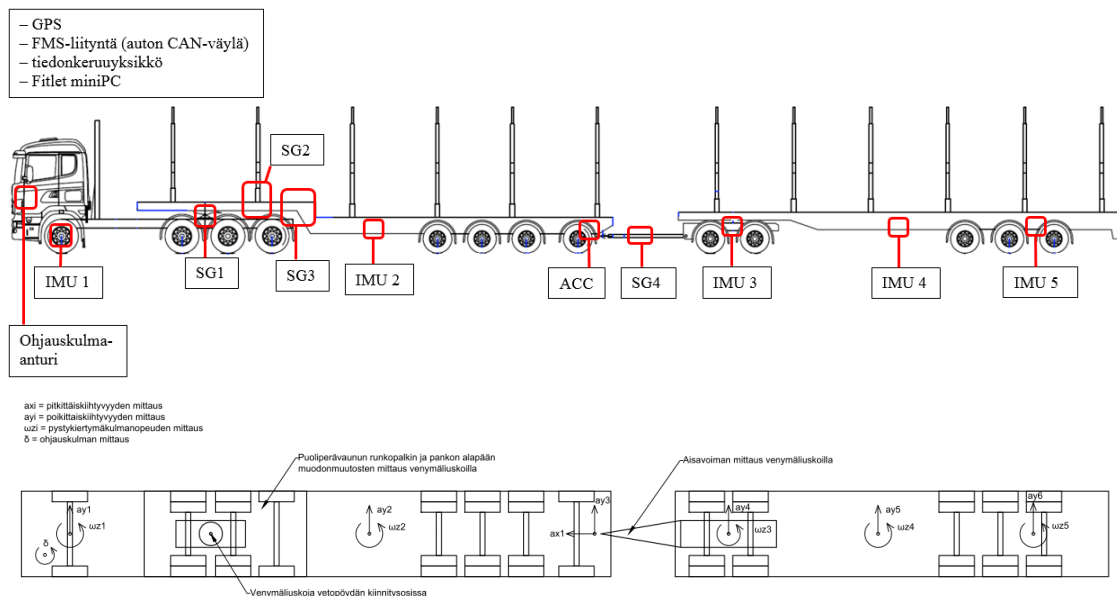 – GPS
– FMS-liityntä (auton CAN-väylä)
– tiedonkeruuyksikkö
– Fitlet miniPC
SG2
IMU 1
SG1
SG3
IMU 2
ACC
SG4
IMU 3
IMU 4
IMU 5
Ohjauskulma-
anturi
axi = pitkittäiskiihtyvyyden mittaus
ayi = poikittaiskiihtyvyyden mittaus
ωzi = pystykiertymäkulmanopeuden mittaus
δ = ohjauskulman mittaus
Puoliperävaunun runkopalkin ja pankon alapään
muodonmuutosten mittaus venymäliuskoilla
Aisavoiman mittaus venymäliuskoilla
ay1
ωz1
δ
ay2
ωz2
ay3
ax1
ay4
ωz3
ay5
ωz4
ay6
ωz5
Venymäliuskoja vetopöydän kiinnitysosissa